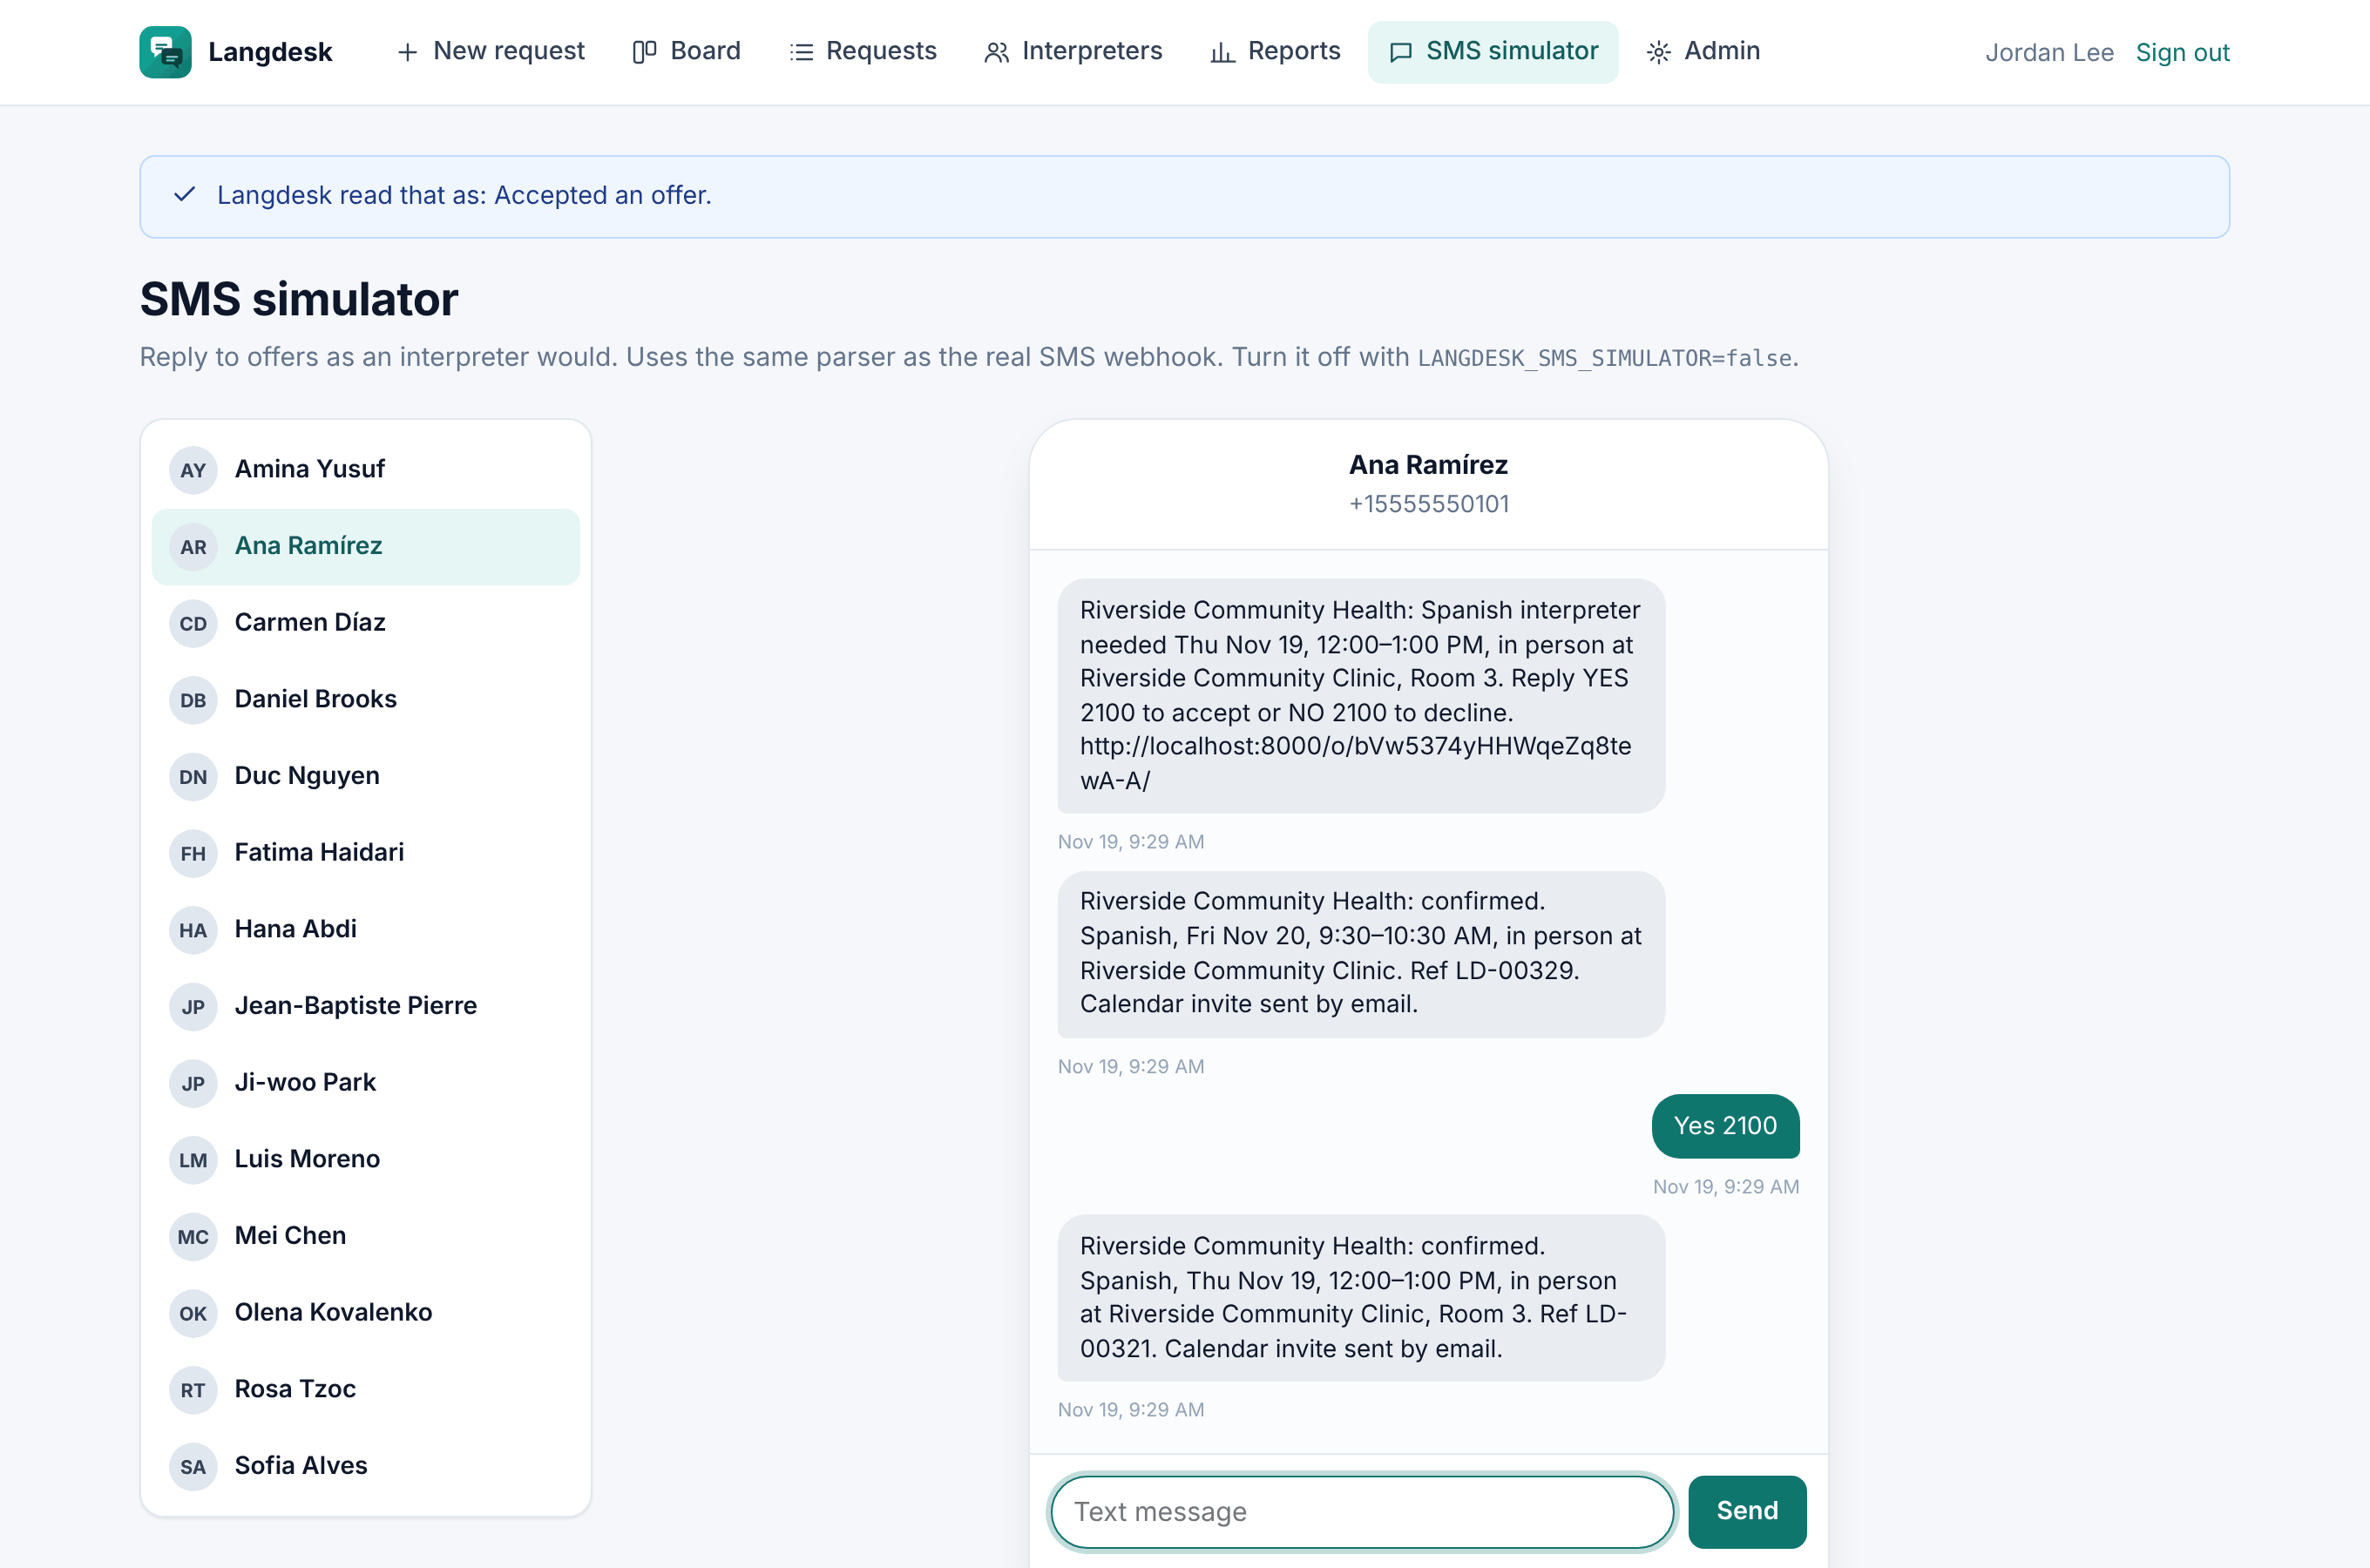 Langdesk
New request
Board
Requests
Interpreters
Reports
SMS simulator
Admin
Jordan Lee
Sign out
Langdesk read that as: Accepted an offer.
SMS simulator
Reply to offers as an interpreter would. Uses the same parser as the real SMS webhook. Turn it off with LANGDESK_SMS_SIMULATOR=false.
AY Amina Yusuf
AR Ana Ramírez
CD Carmen Díaz
DB Daniel Brooks
DN Duc Nguyen
FH Fatima Haidari
HA Hana Abdi
JP Jean-Baptiste Pierre
JP Ji-woo Park
LM Luis Moreno
MC Mei Chen
OK Olena Kovalenko
RT Rosa Tzoc
SA Sofia Alves
Ana Ramírez
+15555550101
Riverside Community Health: Spanish interpreter
needed Thu Nov 19, 12:00–1:00 PM, in person at
Riverside Community Clinic, Room 3. Reply YES
2100 to accept or NO 2100 to decline.
http://localhost:8000/o/bVw5374yHHWqeZq8te
wA-A/
Nov 19, 9:29 AM
Riverside Community Health: confirmed.
Spanish, Fri Nov 20, 9:30–10:30 AM, in person at
Riverside Community Clinic. Ref LD-00329.
Calendar invite sent by email.
Nov 19, 9:29 AM
Yes 2100
Nov 19, 9:29 AM
Riverside Community Health: confirmed.
Spanish, Thu Nov 19, 12:00–1:00 PM, in person
at Riverside Community Clinic, Room 3. Ref LD-
00321. Calendar invite sent by email.
Nov 19, 9:29 AM
Text message
Send